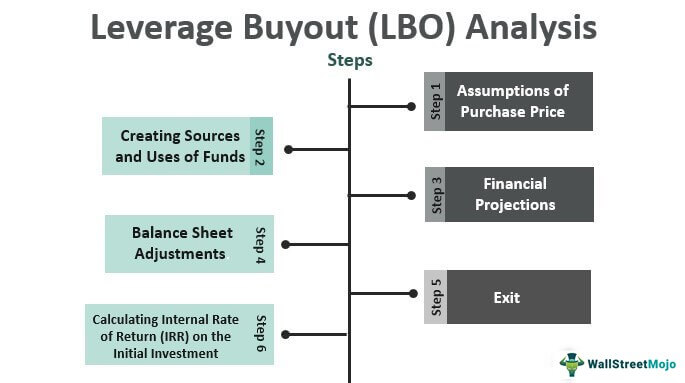 Leverage Buyout (LBO) Analysis
Steps
Step 1
Assumptions of
Purchase Price
Creating Sources
and Uses of Funds
Step 2
Step 3
Financial
Projections
Balance Sheet
Adjustments
Step 4
Step 5
Exit
Calculating Internal Rate
of Return (IRR) on the
Initial Investment
Step 6
WallStreetMojo